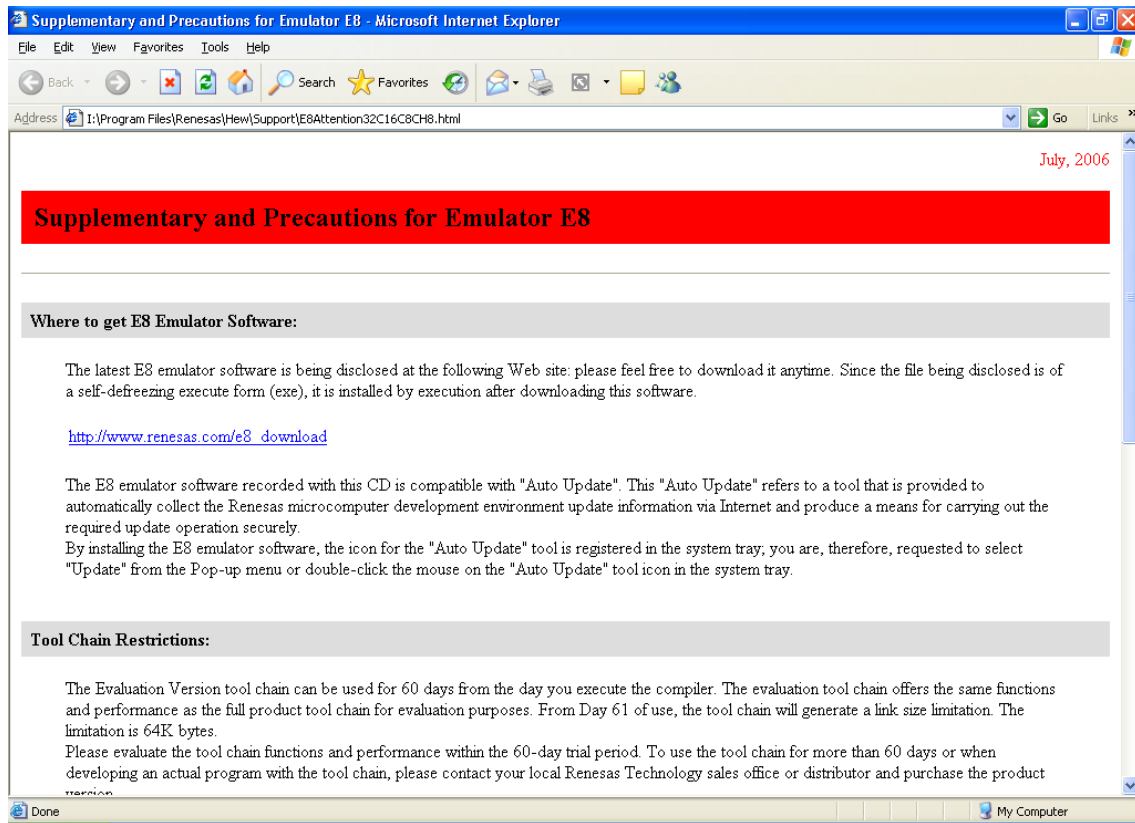 Supplementary and Precautions for Emulator E8 - Microsoft Internet Explorer
File Edit View Favorites Tools Help
Back Search Favorites
Address I:\Program Files\Renesas\Hew\Support\E8Attention32C16C8CH8.html Go Links »
July, 2006
Supplementary and Precautions for Emulator E8
Where to get E8 Emulator Software:
The latest E8 emulator software is being disclosed at the following Web site: please feel free to download it anytime. Since the file being disclosed is of
a self-defreezing execute form (exe), it is installed by execution after downloading this software.
http://www.renesas.com/e8_download
The E8 emulator software recorded with this CD is compatible with "Auto Update". This "Auto Update" refers to a tool that is provided to
automatically collect the Renesas microcomputer development environment update information via Internet and produce a means for carrying out the
required update operation securely.
By installing the E8 emulator software, the icon for the "Auto Update" tool is registered in the system tray; you are, therefore, requested to select
"Update" from the Pop-up menu or double-click the mouse on the "Auto Update" tool icon in the system tray.
Tool Chain Restrictions:
The Evaluation Version tool chain can be used for 60 days from the day you execute the compiler. The evaluation tool chain offers the same functions
and performance as the full product tool chain for evaluation purposes. From Day 61 of use, the tool chain will generate a link size limitation. The
limitation is 64K bytes.
Please evaluate the tool chain functions and performance within the 60-day trial period. To use the tool chain for more than 60 days or when
developing an actual program with the tool chain, please contact your local Renesas Technology sales office or distributor and purchase the product
version.
Done My Computer